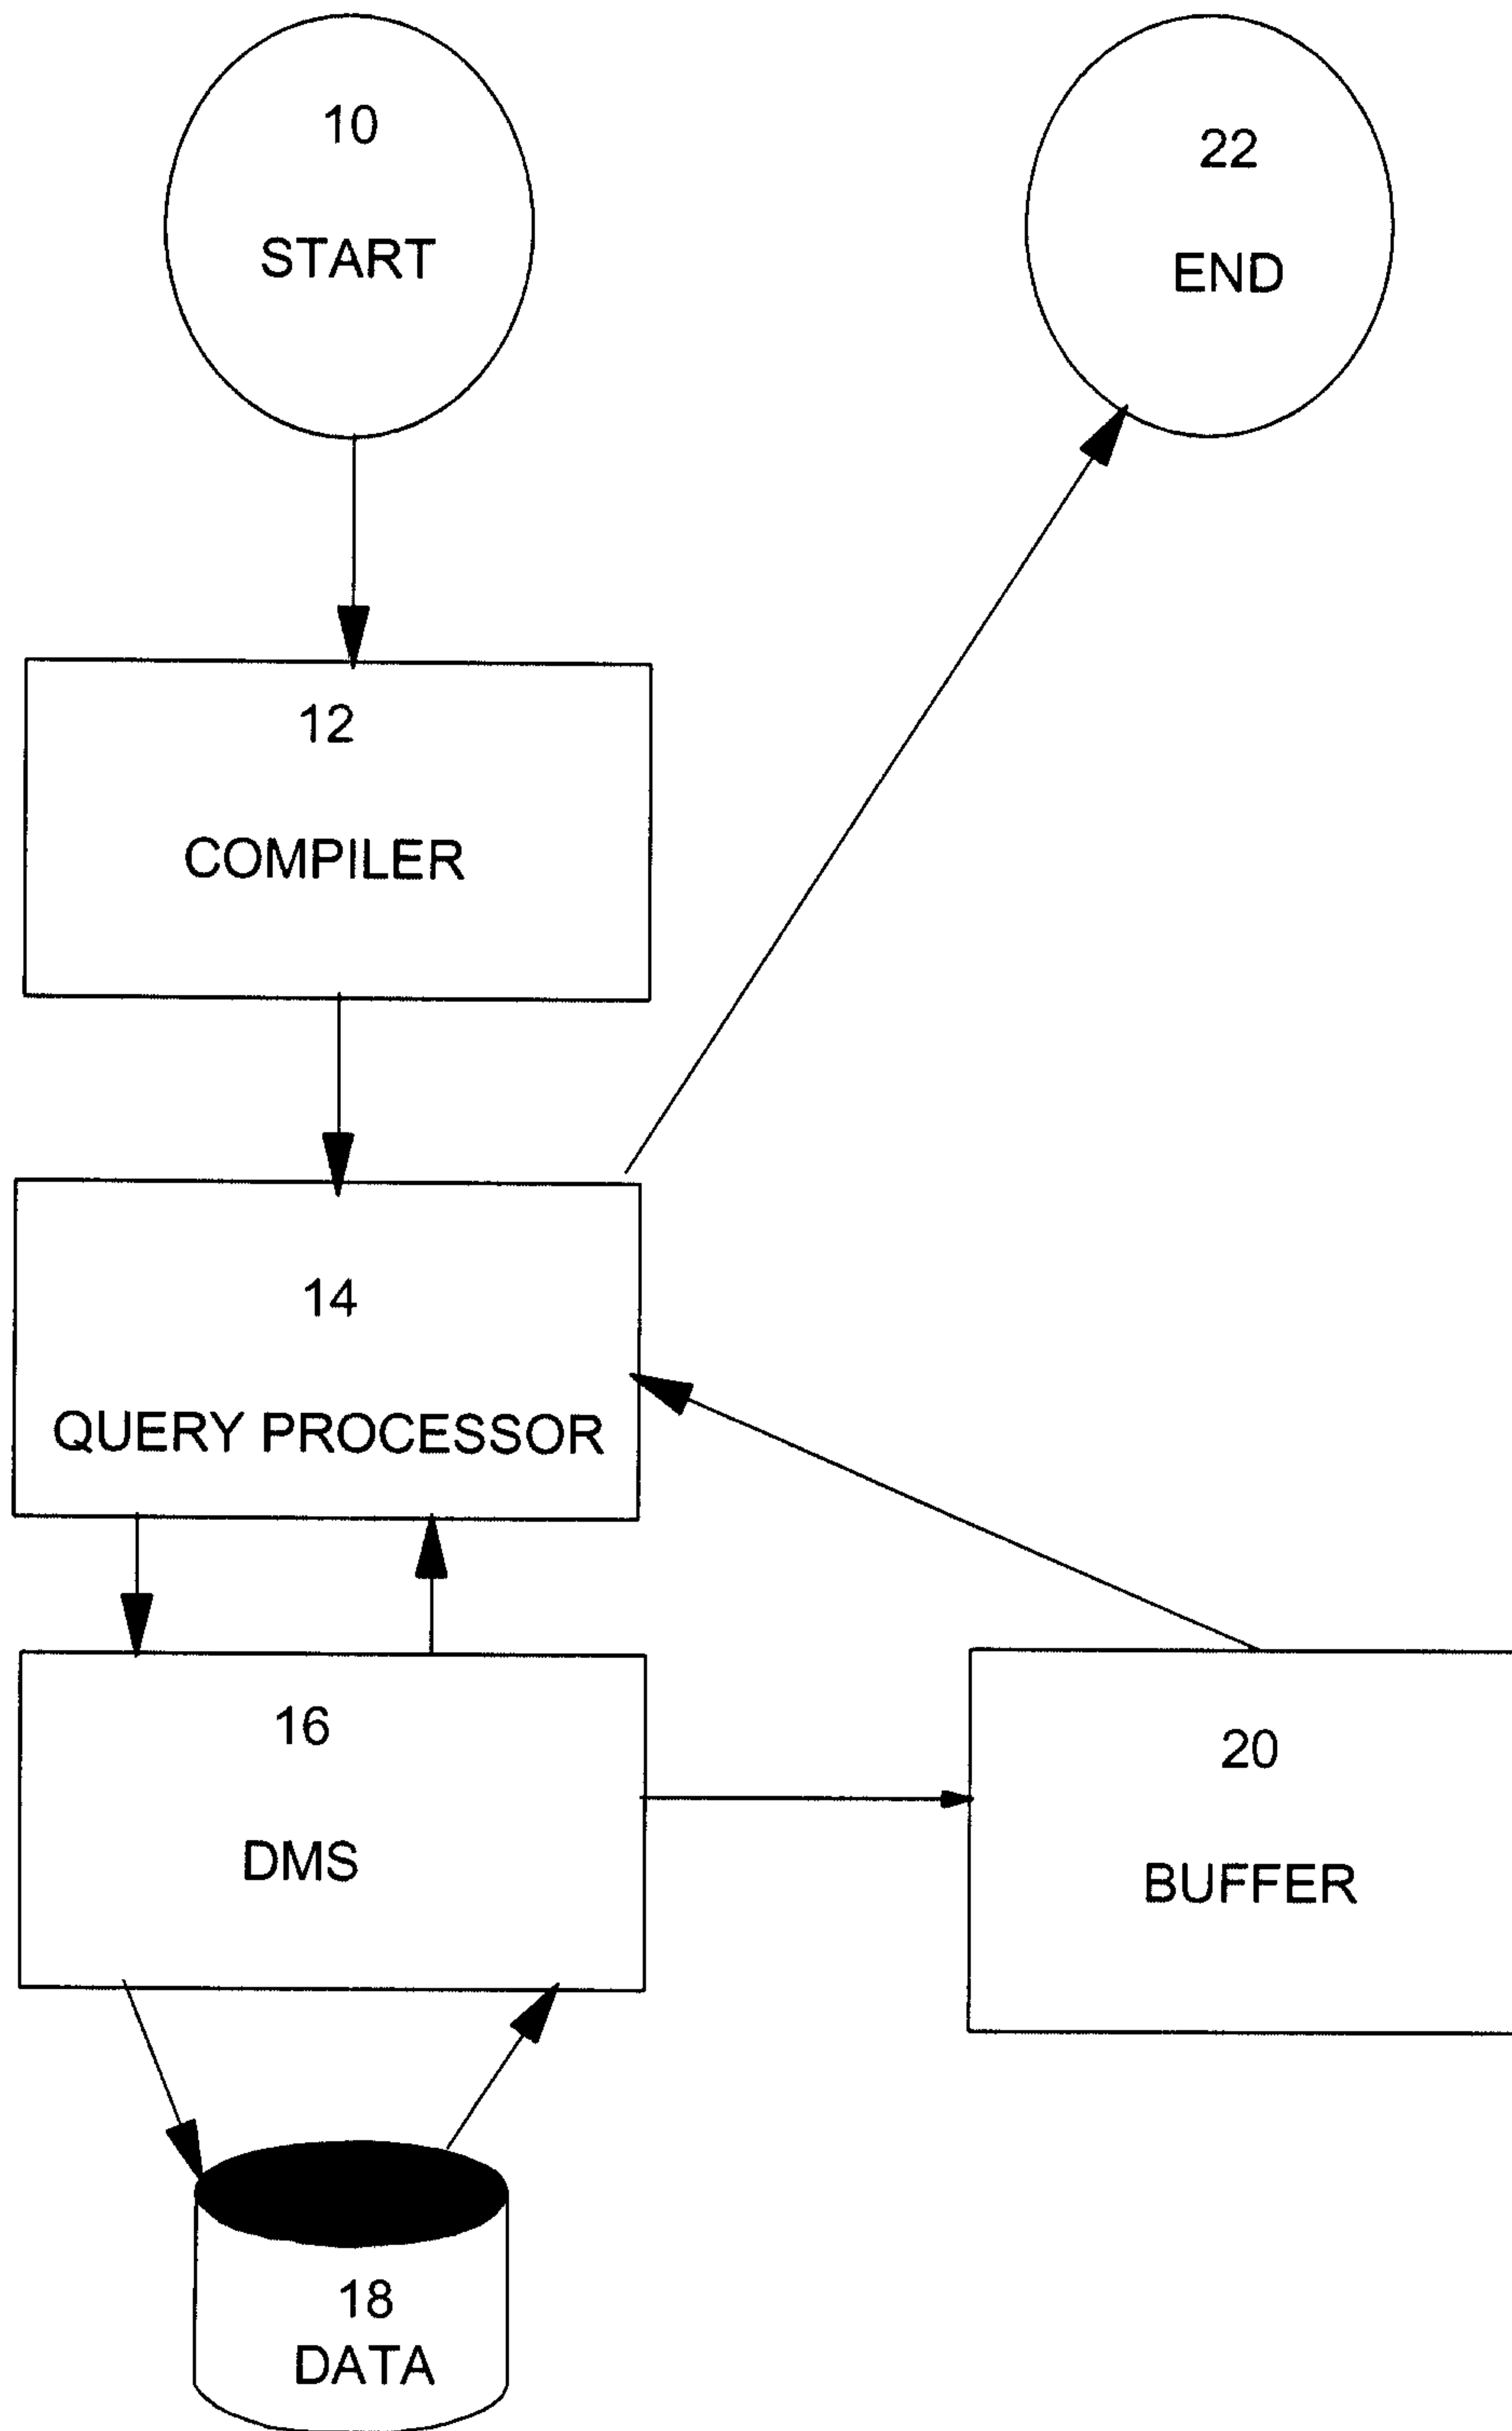 10
START
22
END
12
COMPILER
14
QUERY PROCESSOR
16
DMS
20
BUFFER
18
DATA